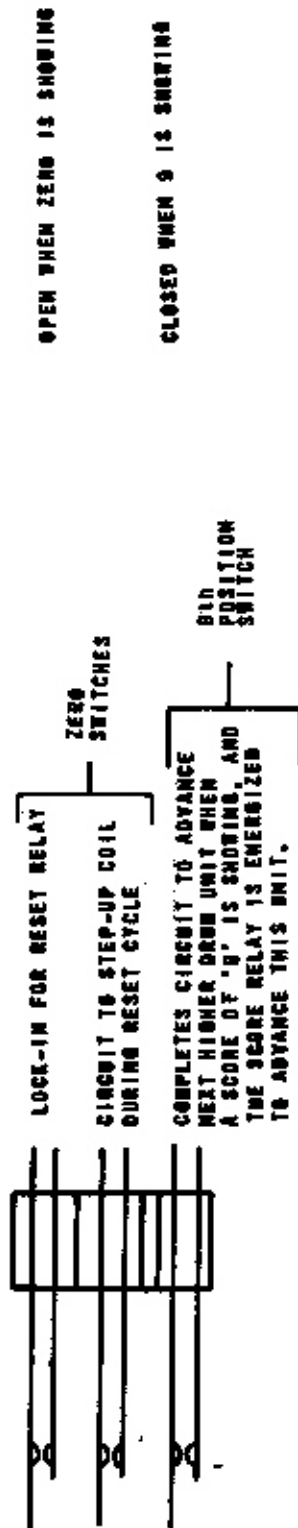 LOCK-IN FOR RESET RELAY
CIRCUIT TO STEP-UP COIL
DURING RESET CYCLE
ZERO
SWITCHES
OPEN WHEN ZERO IS SHOWING
COMPLETES CIRCUIT TO ADVANCE
NEXT HIGHER DRUM UNIT WHEN
A SCORE OF "9" IS SHOWING, AND
THE SCORE RELAY IS ENERGIZED
TO ADVANCE THIS UNIT.
9th
POSITION
SWITCH
CLOSED WHEN 9 IS SHOWING